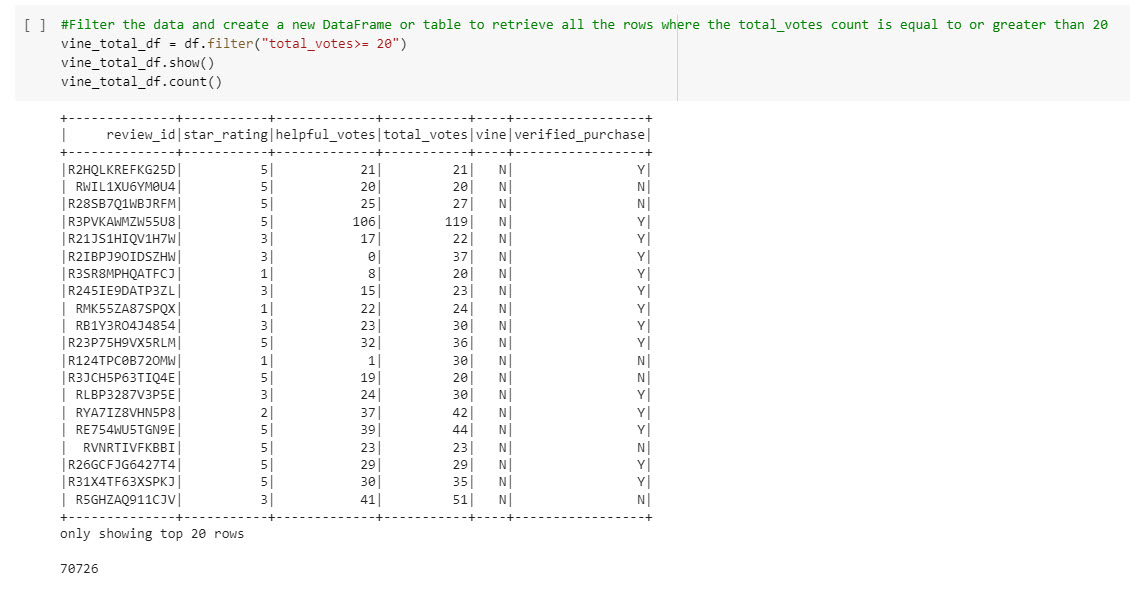 [ ] #Filter the data and create a new DataFrame or table to retrieve all the rows where the total_votes count is equal to or greater than 20
vine_total_df = df.filter("total_votes>= 20")
vine_total_df.show()
vine_total_df.count()
+--------------+-----------+-------------+-----------+----+-----------------+
|     review_id|star_rating|helpful_votes|total_votes|vine|verified_purchase|
+--------------+-----------+-------------+-----------+----+-----------------+
|R2HQLKREFKG25D|          5|           21|         21|   N|                Y|
| RWIL1XU6YM0U4|          5|           20|         20|   N|                N|
|R28SB7Q1WBJRFM|          5|           25|         27|   N|                N|
|R3PVKAWMZW55U8|          5|          106|        119|   N|                Y|
|R21JS1HIQV1H7W|          3|           17|         22|   N|                Y|
|R2IBPJ9OIDSZHW|          3|            0|         37|   N|                Y|
|R3SR8MPHQATFCJ|          1|            8|         20|   N|                Y|
|R245IE9DATP3ZL|          3|           15|         23|   N|                Y|
| RMK55ZA87SPQX|          1|           22|         24|   N|                Y|
| RB1Y3RO4J4854|          3|           23|         30|   N|                Y|
|R23P75H9VX5RLM|          5|           32|         36|   N|                Y|
|R124TPC0B72OMW|          1|            1|         30|   N|                N|
|R3JCH5P63TIQ4E|          5|           19|         20|   N|                N|
| RLBP3287V3P5E|          3|           24|         30|   N|                Y|
| RYA7IZ8VHN5P8|          2|           37|         42|   N|                Y|
| RE754WU5TGN9E|          5|           39|         44|   N|                Y|
|  RVNRTIVFKBBI|          5|           23|         23|   N|                N|
|R26GCFJG6427T4|          5|           29|         29|   N|                Y|
|R31X4TF63XSPKJ|          5|           30|         35|   N|                Y|
| R5GHZAQ911CJV|          3|           41|         51|   N|                N|
+--------------+-----------+-------------+-----------+----+-----------------+
only showing top 20 rows
70726